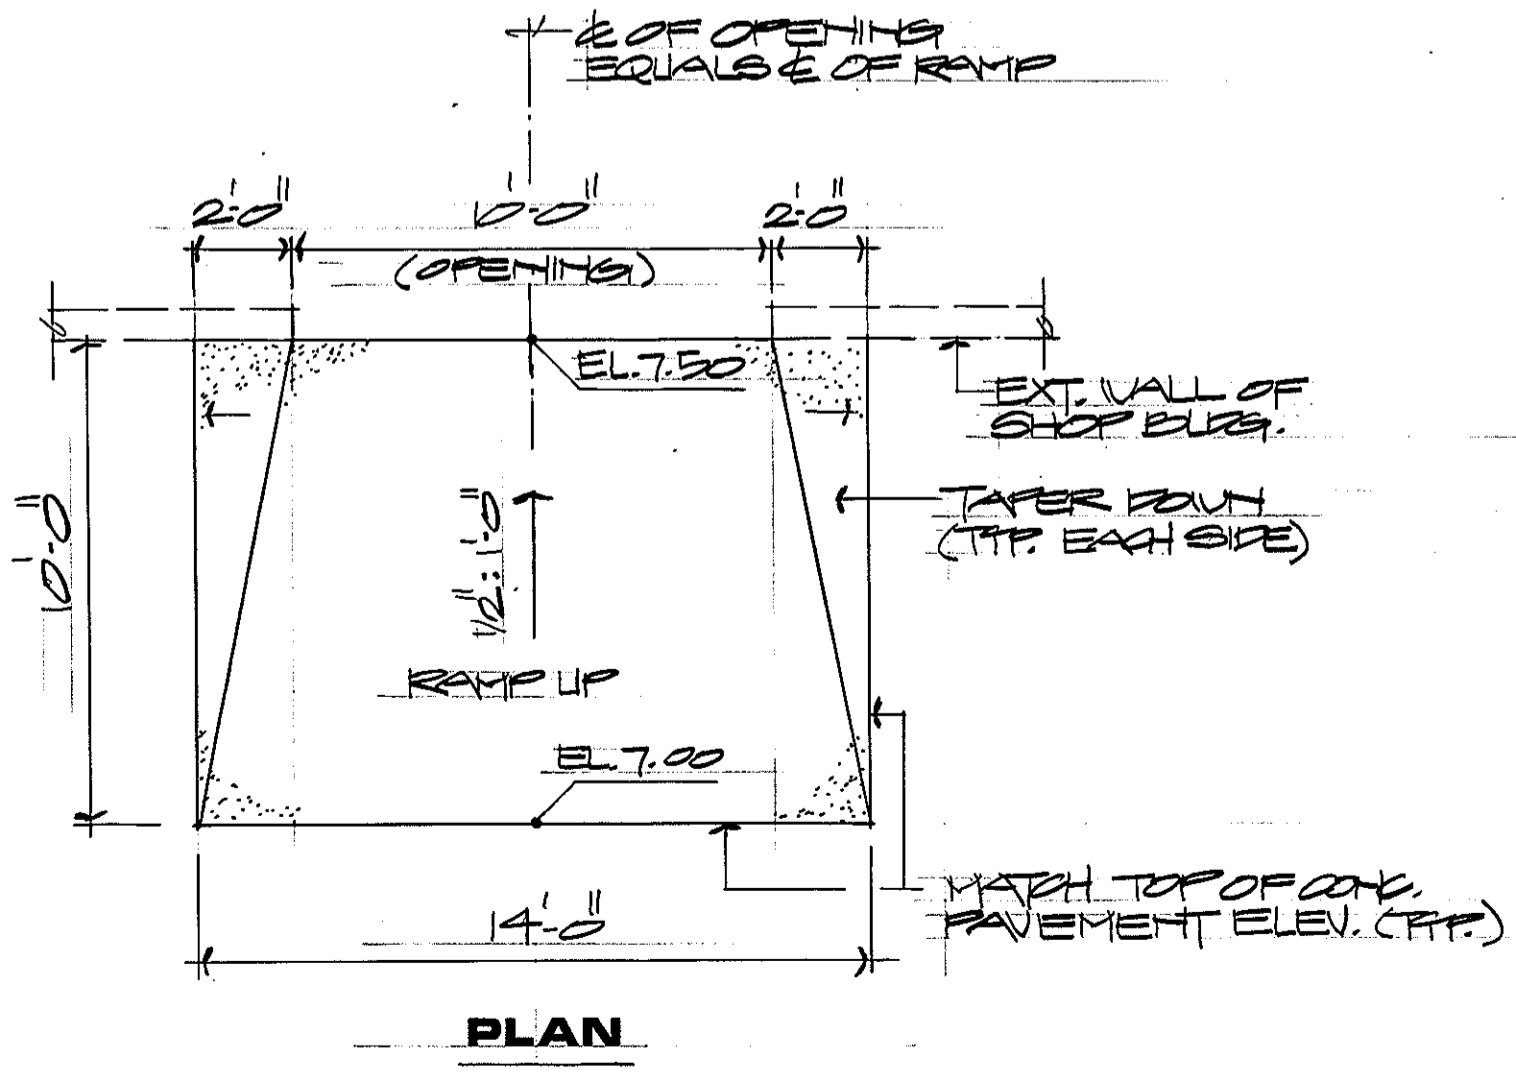 ℄ OF OPENING
EQUALS ℄ OF RAMP
2'-0" 10'-0" 2'-0"
(OPENING)
EL. 7.50
EXT. WALL OF
SHOP BLDG.
10'-0"
1/2" : 1'-0"
TAPER DOWN
(TYP. EACH SIDE)
RAMP UP
EL. 7.00
MATCH TOP OF CONC.
PAVEMENT ELEV. (TYP.)
14'-0"
PLAN